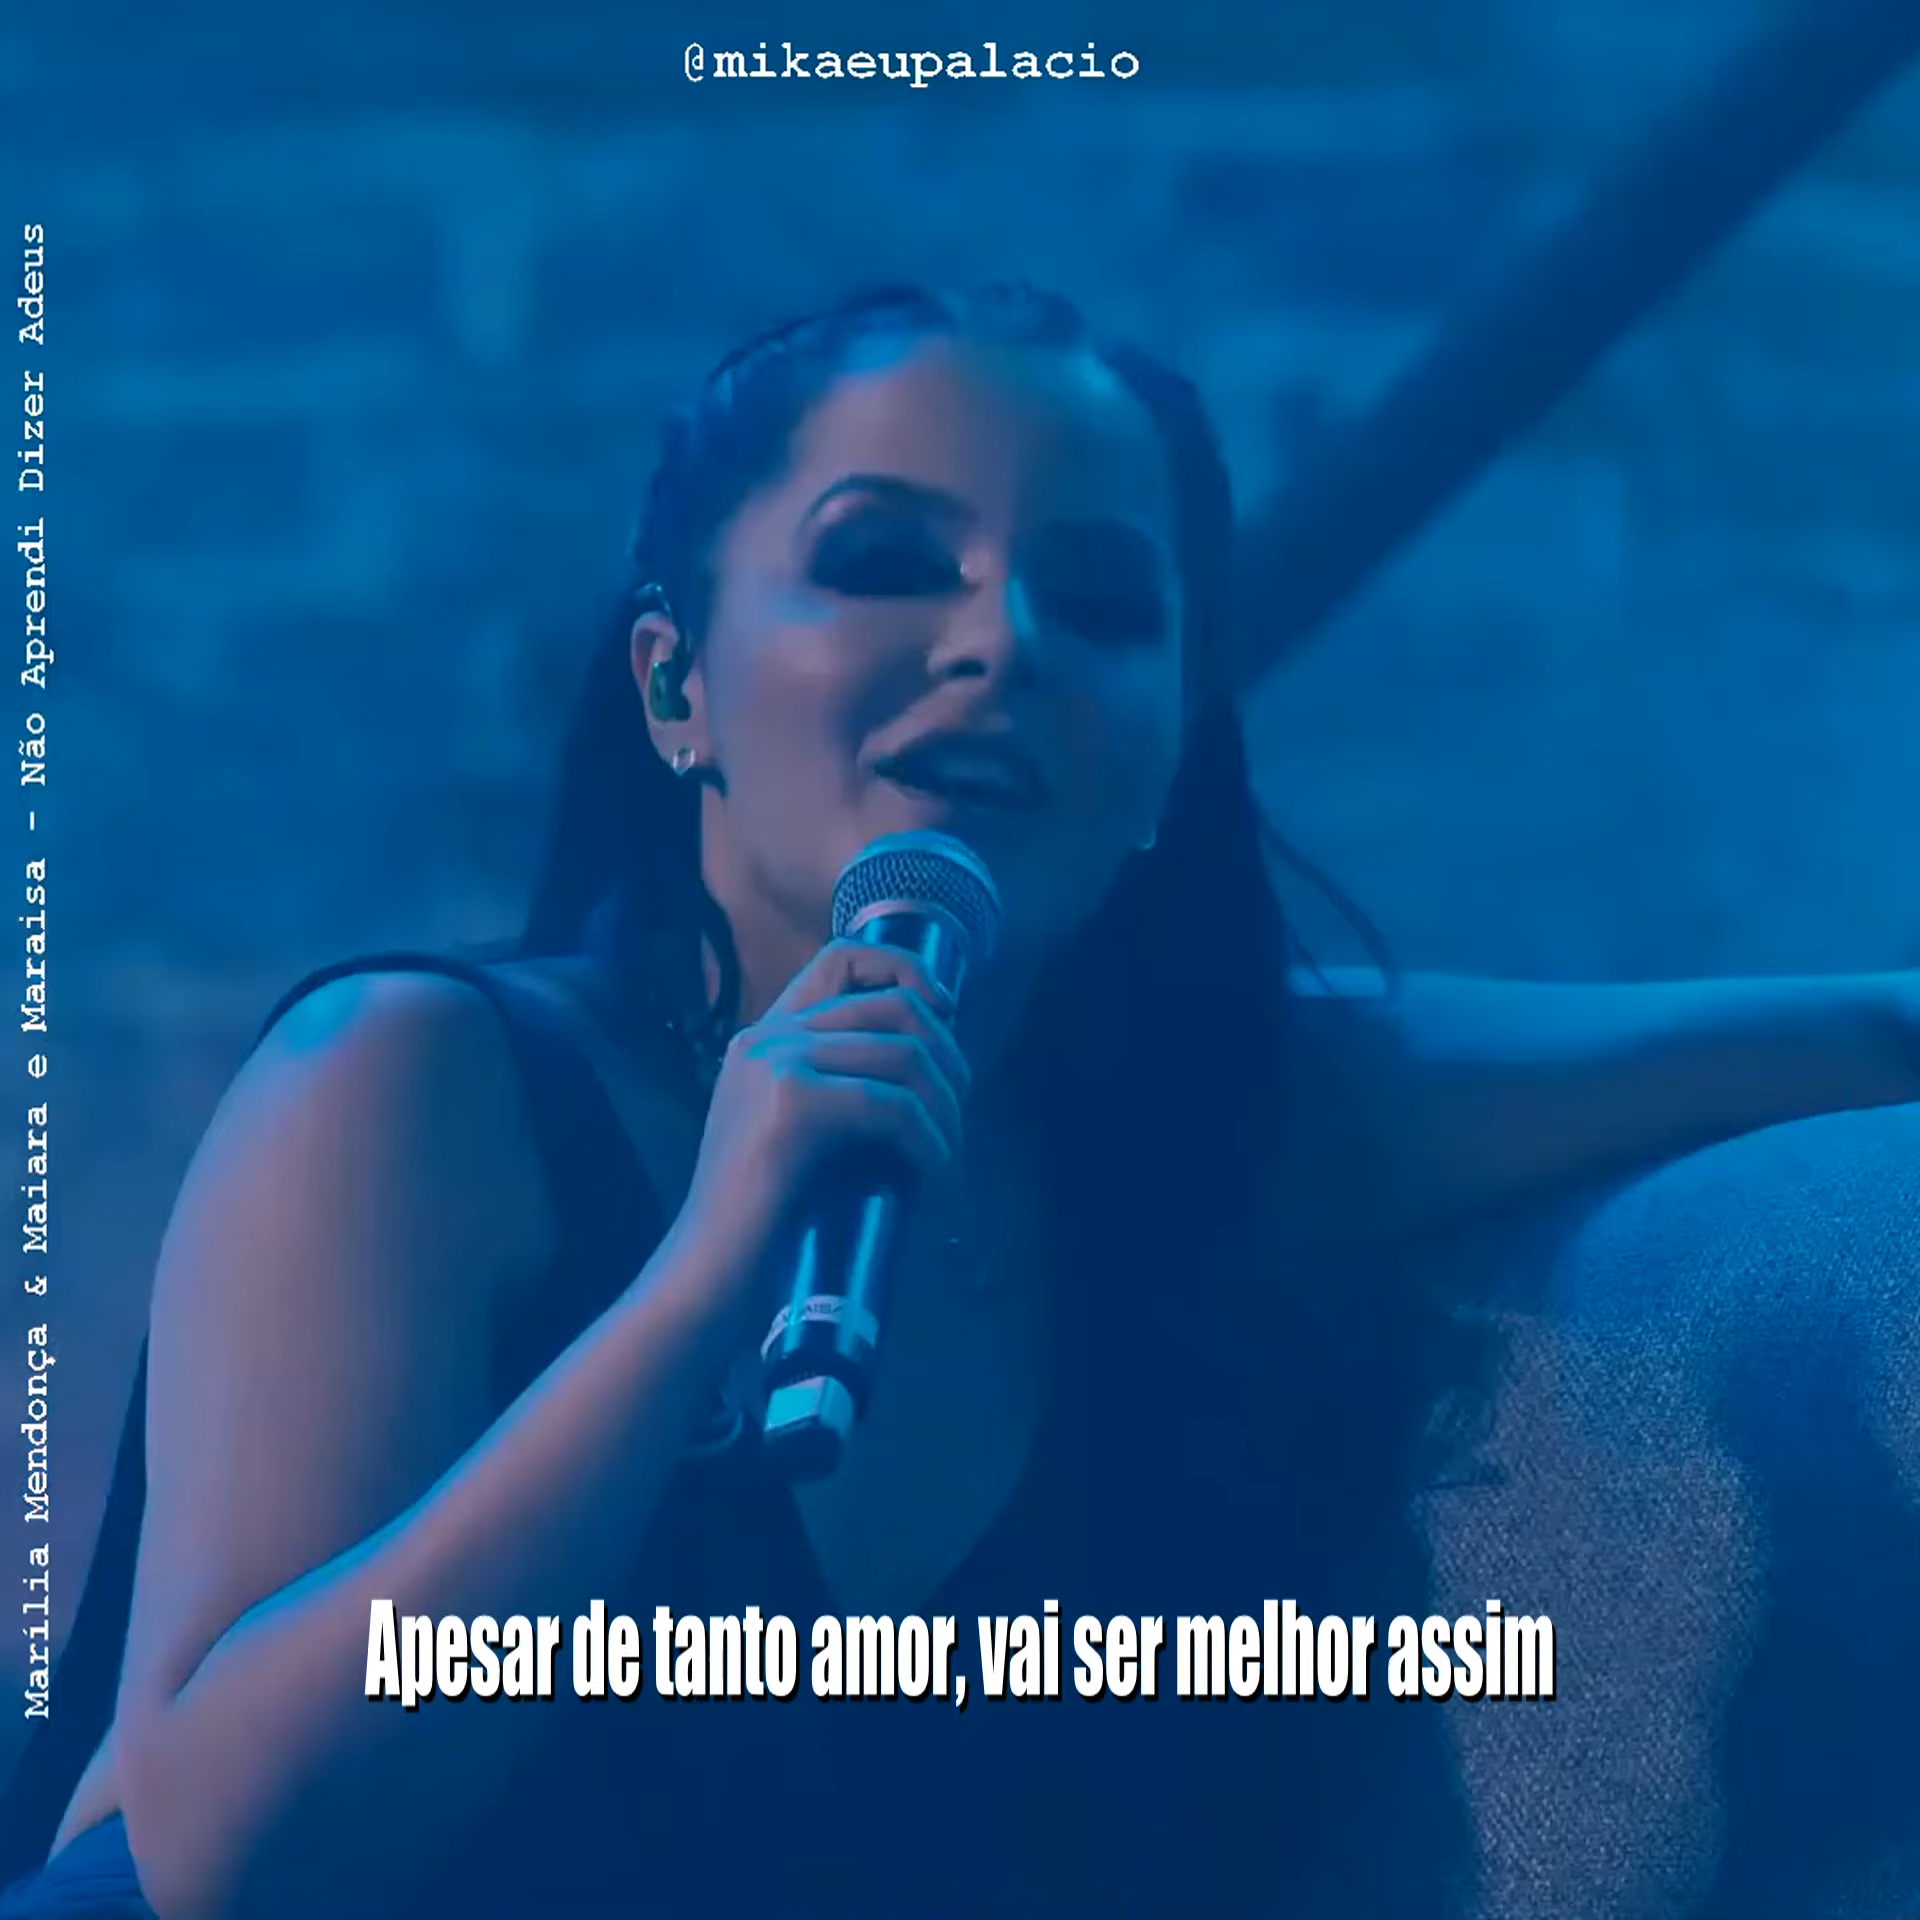 @mikaeupalacio
Marília Mendonça & Maiara e Maraisa - Não Aprendi Dizer Adeus
Apesar de tanto amor, vai ser melhor assim